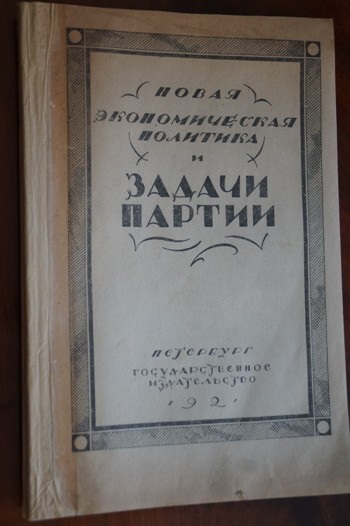 НОВАЯ
ЭКОНОМИЧЕСКАЯ
ПОЛИТИКА
И
ЗАДАЧИ
ПАРТИИ
ПЕТЕРБУРГ
ГОСУДАРСТВЕННОЕ
ИЗДАТЕЛЬСТВО
192